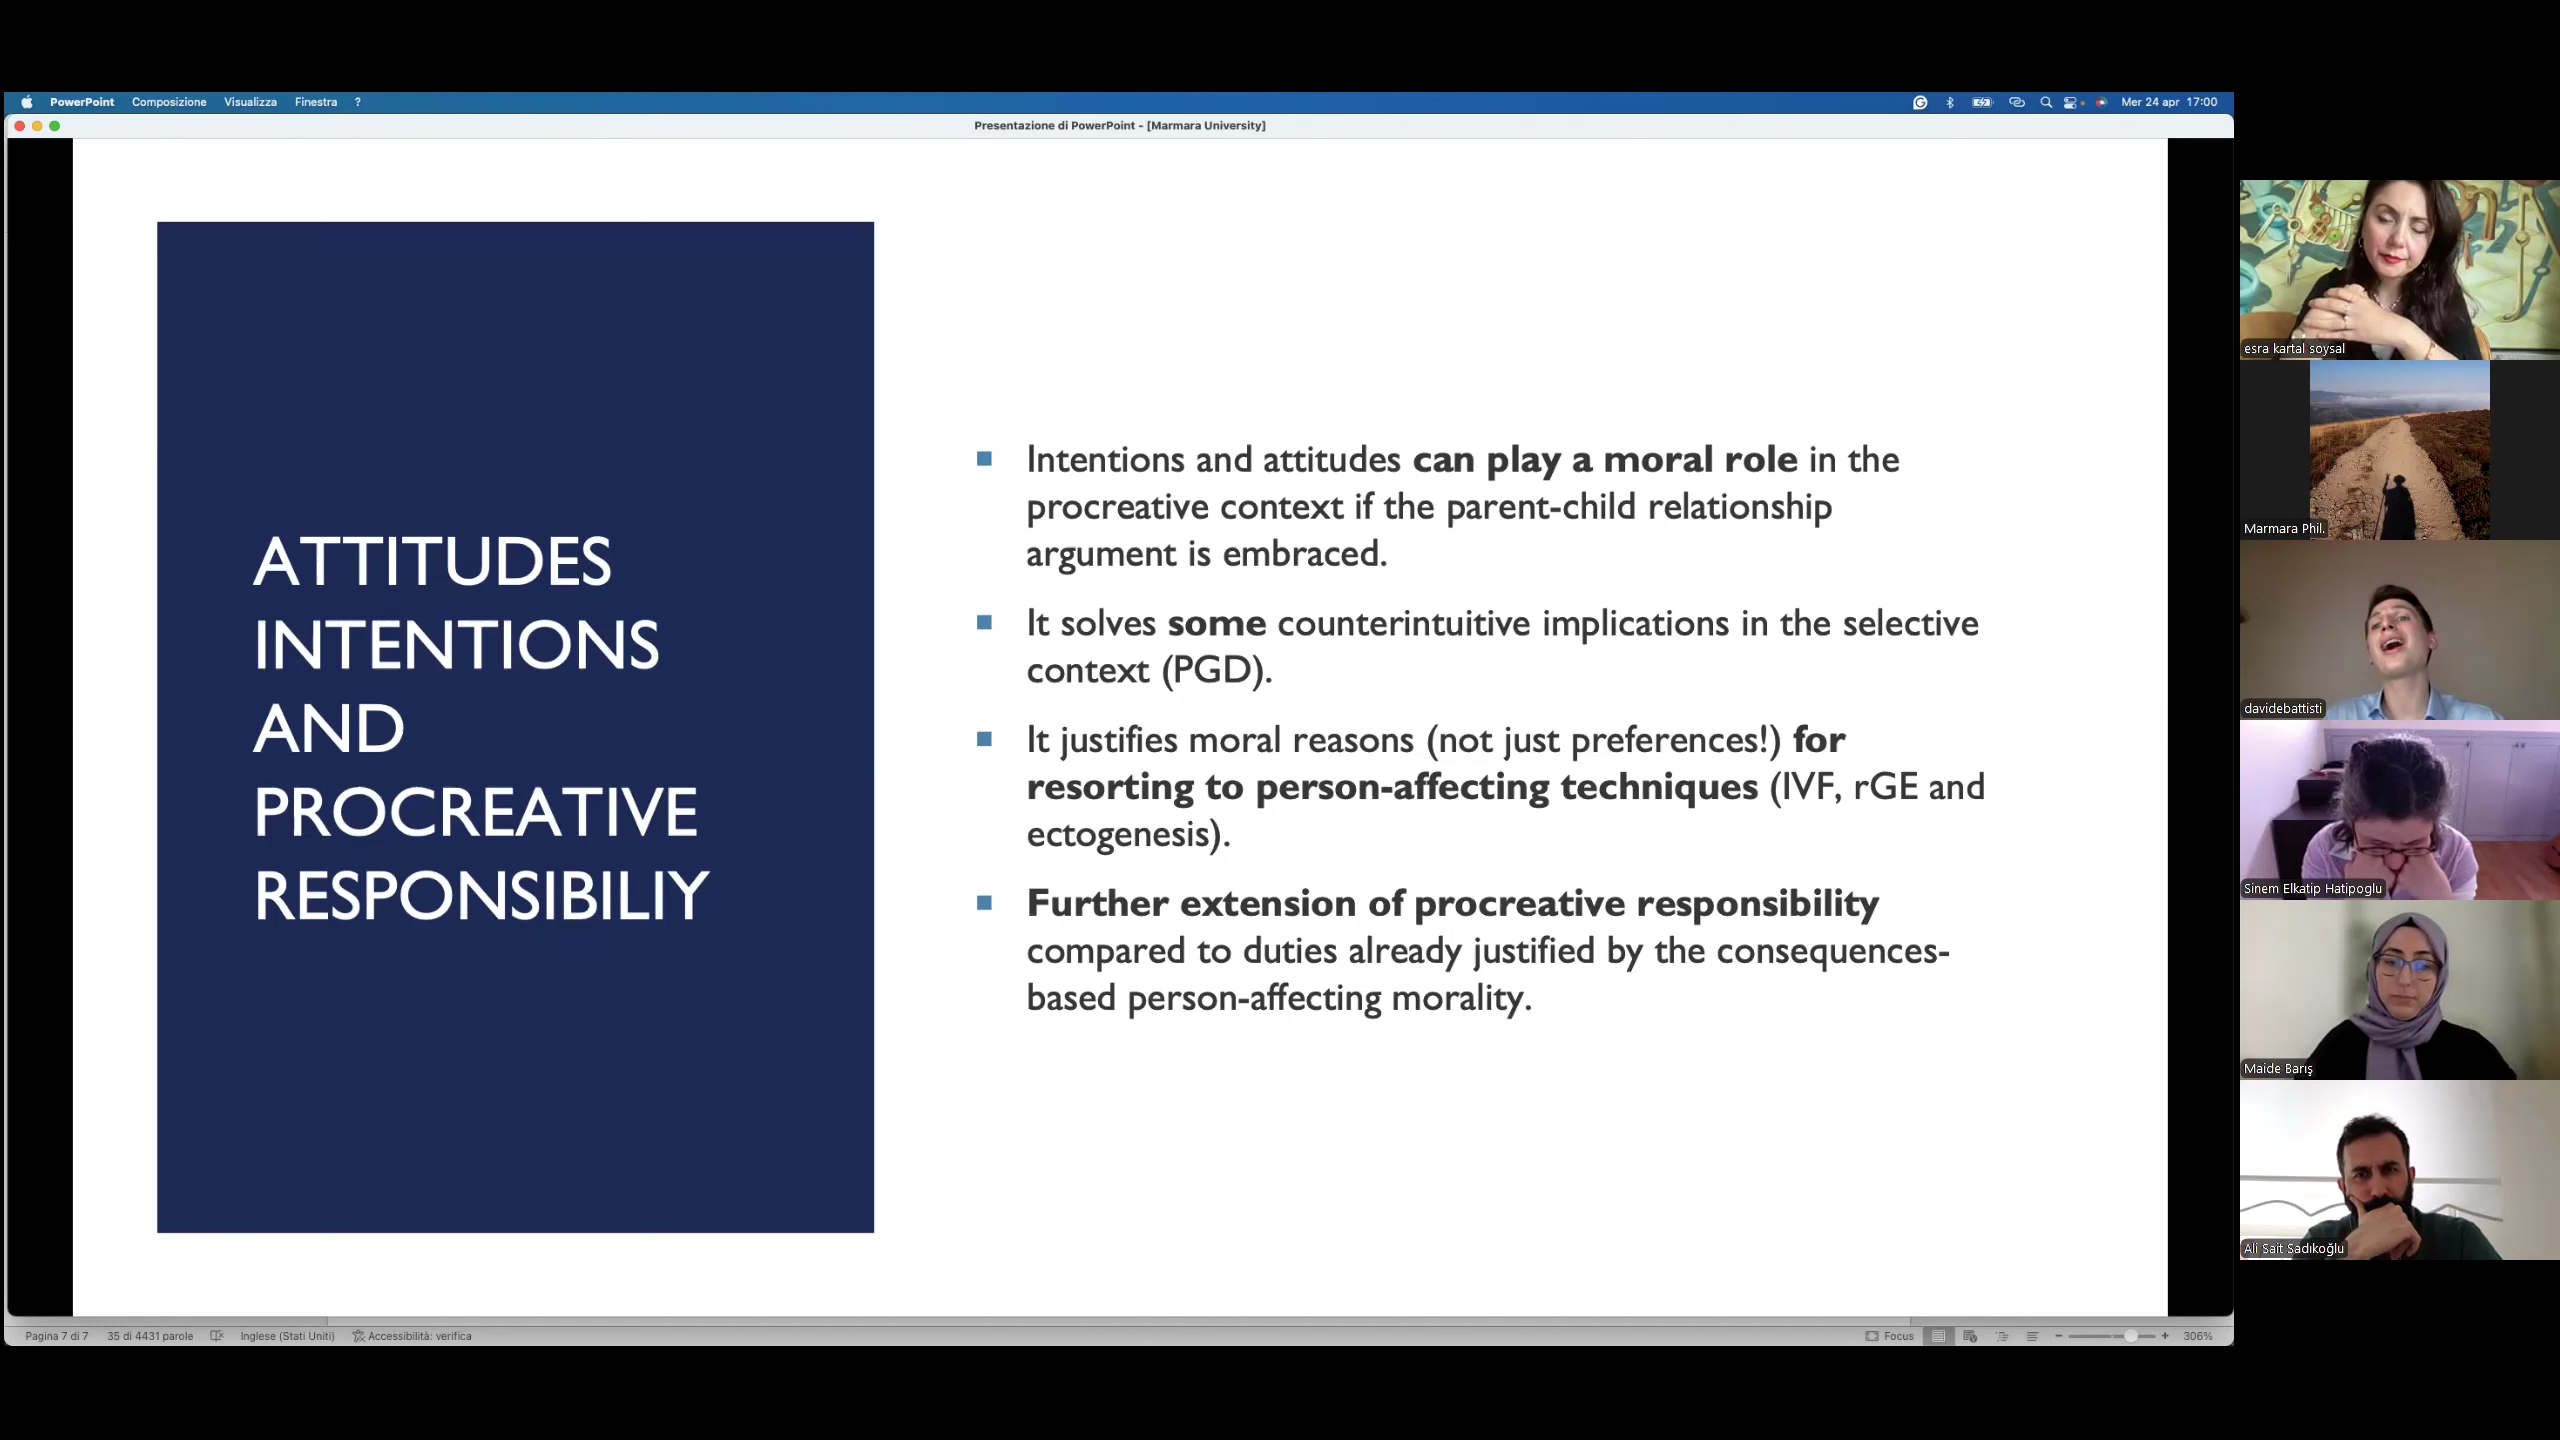 PowerPoint Composizione Visualizza Finestra ? Mer 24 apr 17:00
Presentazione di PowerPoint - [Marmara University]
ATTITUDES
INTENTIONS
AND
PROCREATIVE
RESPONSIBILIY
Intentions and attitudes can play a moral role in the
procreative context if the parent-child relationship
argument is embraced.
It solves some counterintuitive implications in the selective
context (PGD).
It justifies moral reasons (not just preferences!) for
resorting to person-affecting techniques (IVF, rGE and
ectogenesis).
Further extension of procreative responsibility
compared to duties already justified by the consequences-
based person-affecting morality.
esra kartal soysal
Marmara Phil.
davidebattisti
Sinem Elkatip Hatipoglu
Maide Barış
Ali Sait Sadıkoğlu
Pagina 7 di 7 35 di 4431 parole Inglese (Stati Uniti) Accessibilità: verifica Focus 306%